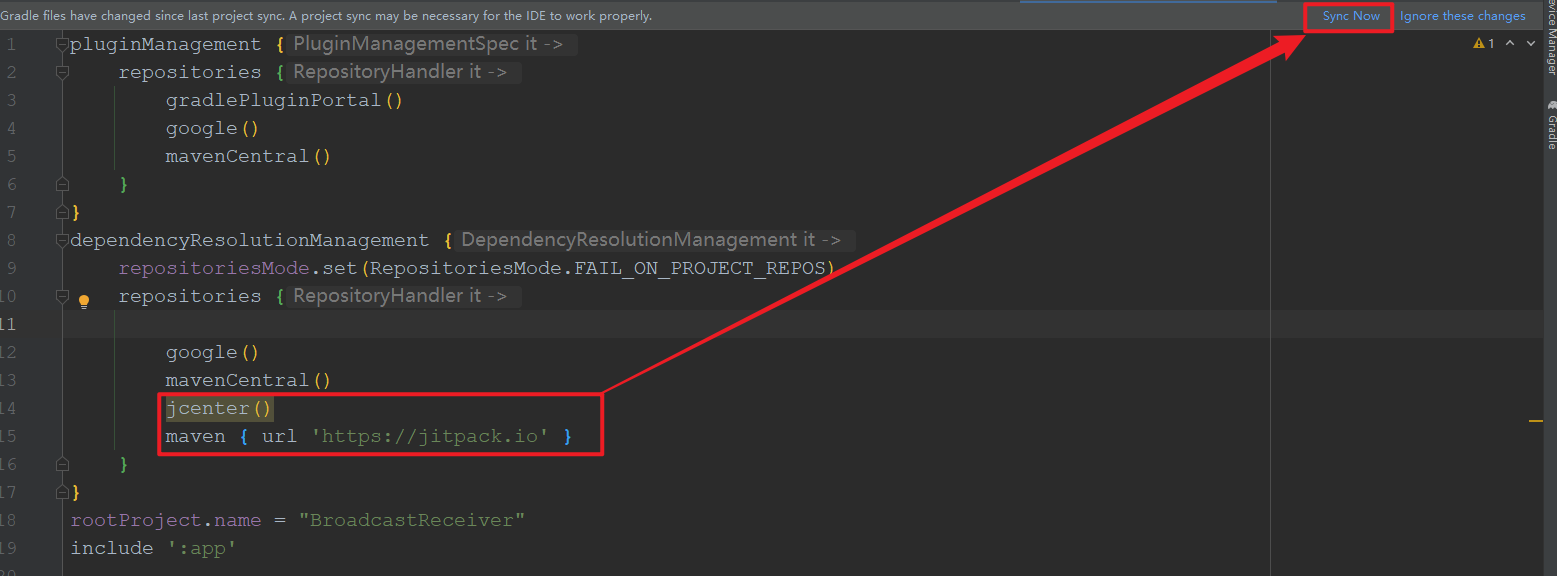 Gradle files have changed since last project sync. A project sync may be necessary for the IDE to work properly. Sync Now Ignore these changes
1 pluginManagement { PluginManagementSpec it -> 1
2 repositories { RepositoryHandler it ->
3 gradlePluginPortal()
4 google()
5 mavenCentral()
6 }
7 }
8 dependencyResolutionManagement { DependencyResolutionManagement it ->
9 repositoriesMode.set(RepositoriesMode.FAIL_ON_PROJECT_REPOS)
10 repositories { RepositoryHandler it ->
11
12 google()
13 mavenCentral()
14 jcenter()
15 maven { url 'https://jitpack.io' }
16 }
17 }
18 rootProject.name = "BroadcastReceiver"
19 include ':app'
20
Manager
Gradle